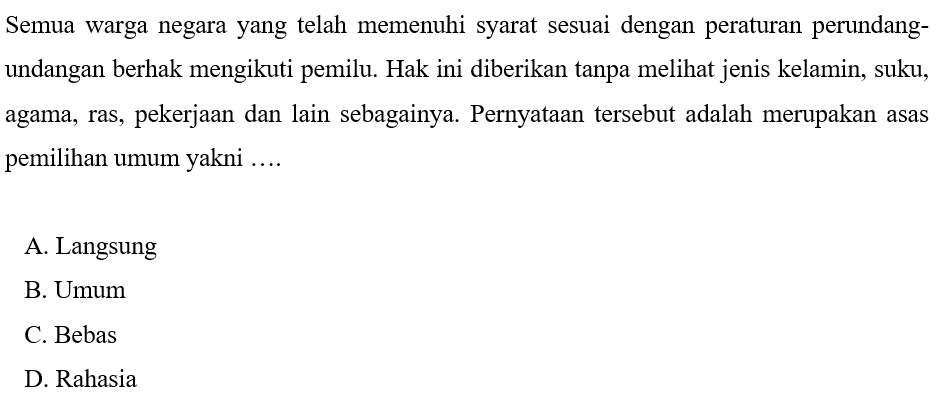 Semua warga negara yang telah memenuhi syarat sesuai dengan peraturan perundang-
undangan berhak mengikuti pemilu. Hak ini diberikan tanpa melihat jenis kelamin, suku,
agama, ras, pekerjaan dan lain sebagainya. Pernyataan tersebut adalah merupakan asas
pemilihan umum yakni ….
A. Langsung
B. Umum
C. Bebas
D. Rahasia